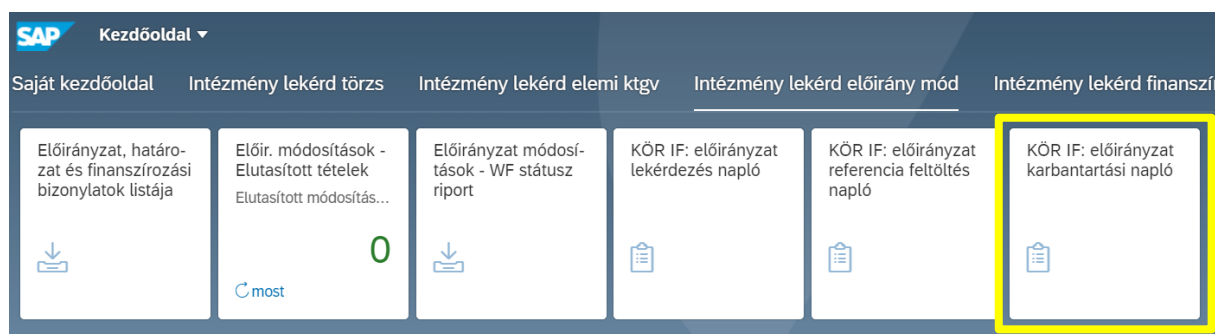 SAP Kezdőoldal
Saját kezdőoldal Intézmény lekérd törzs Intézmény lekérd elemi ktgv Intézmény lekérd előirány mód Intézmény lekérd finanszí
Előirányzat, határo-
zat és finanszírozási
bizonylatok listája
Előir. módosítások -
Elutasított tételek
Elutasított módosítás...
0
most
Előirányzat módosí-
tások - WF státusz
riport
KÖR IF: előirányzat
lekérdezés napló
KÖR IF: előirányzat
referencia feltöltés
napló
KÖR IF: előirányzat
karbantartási napló